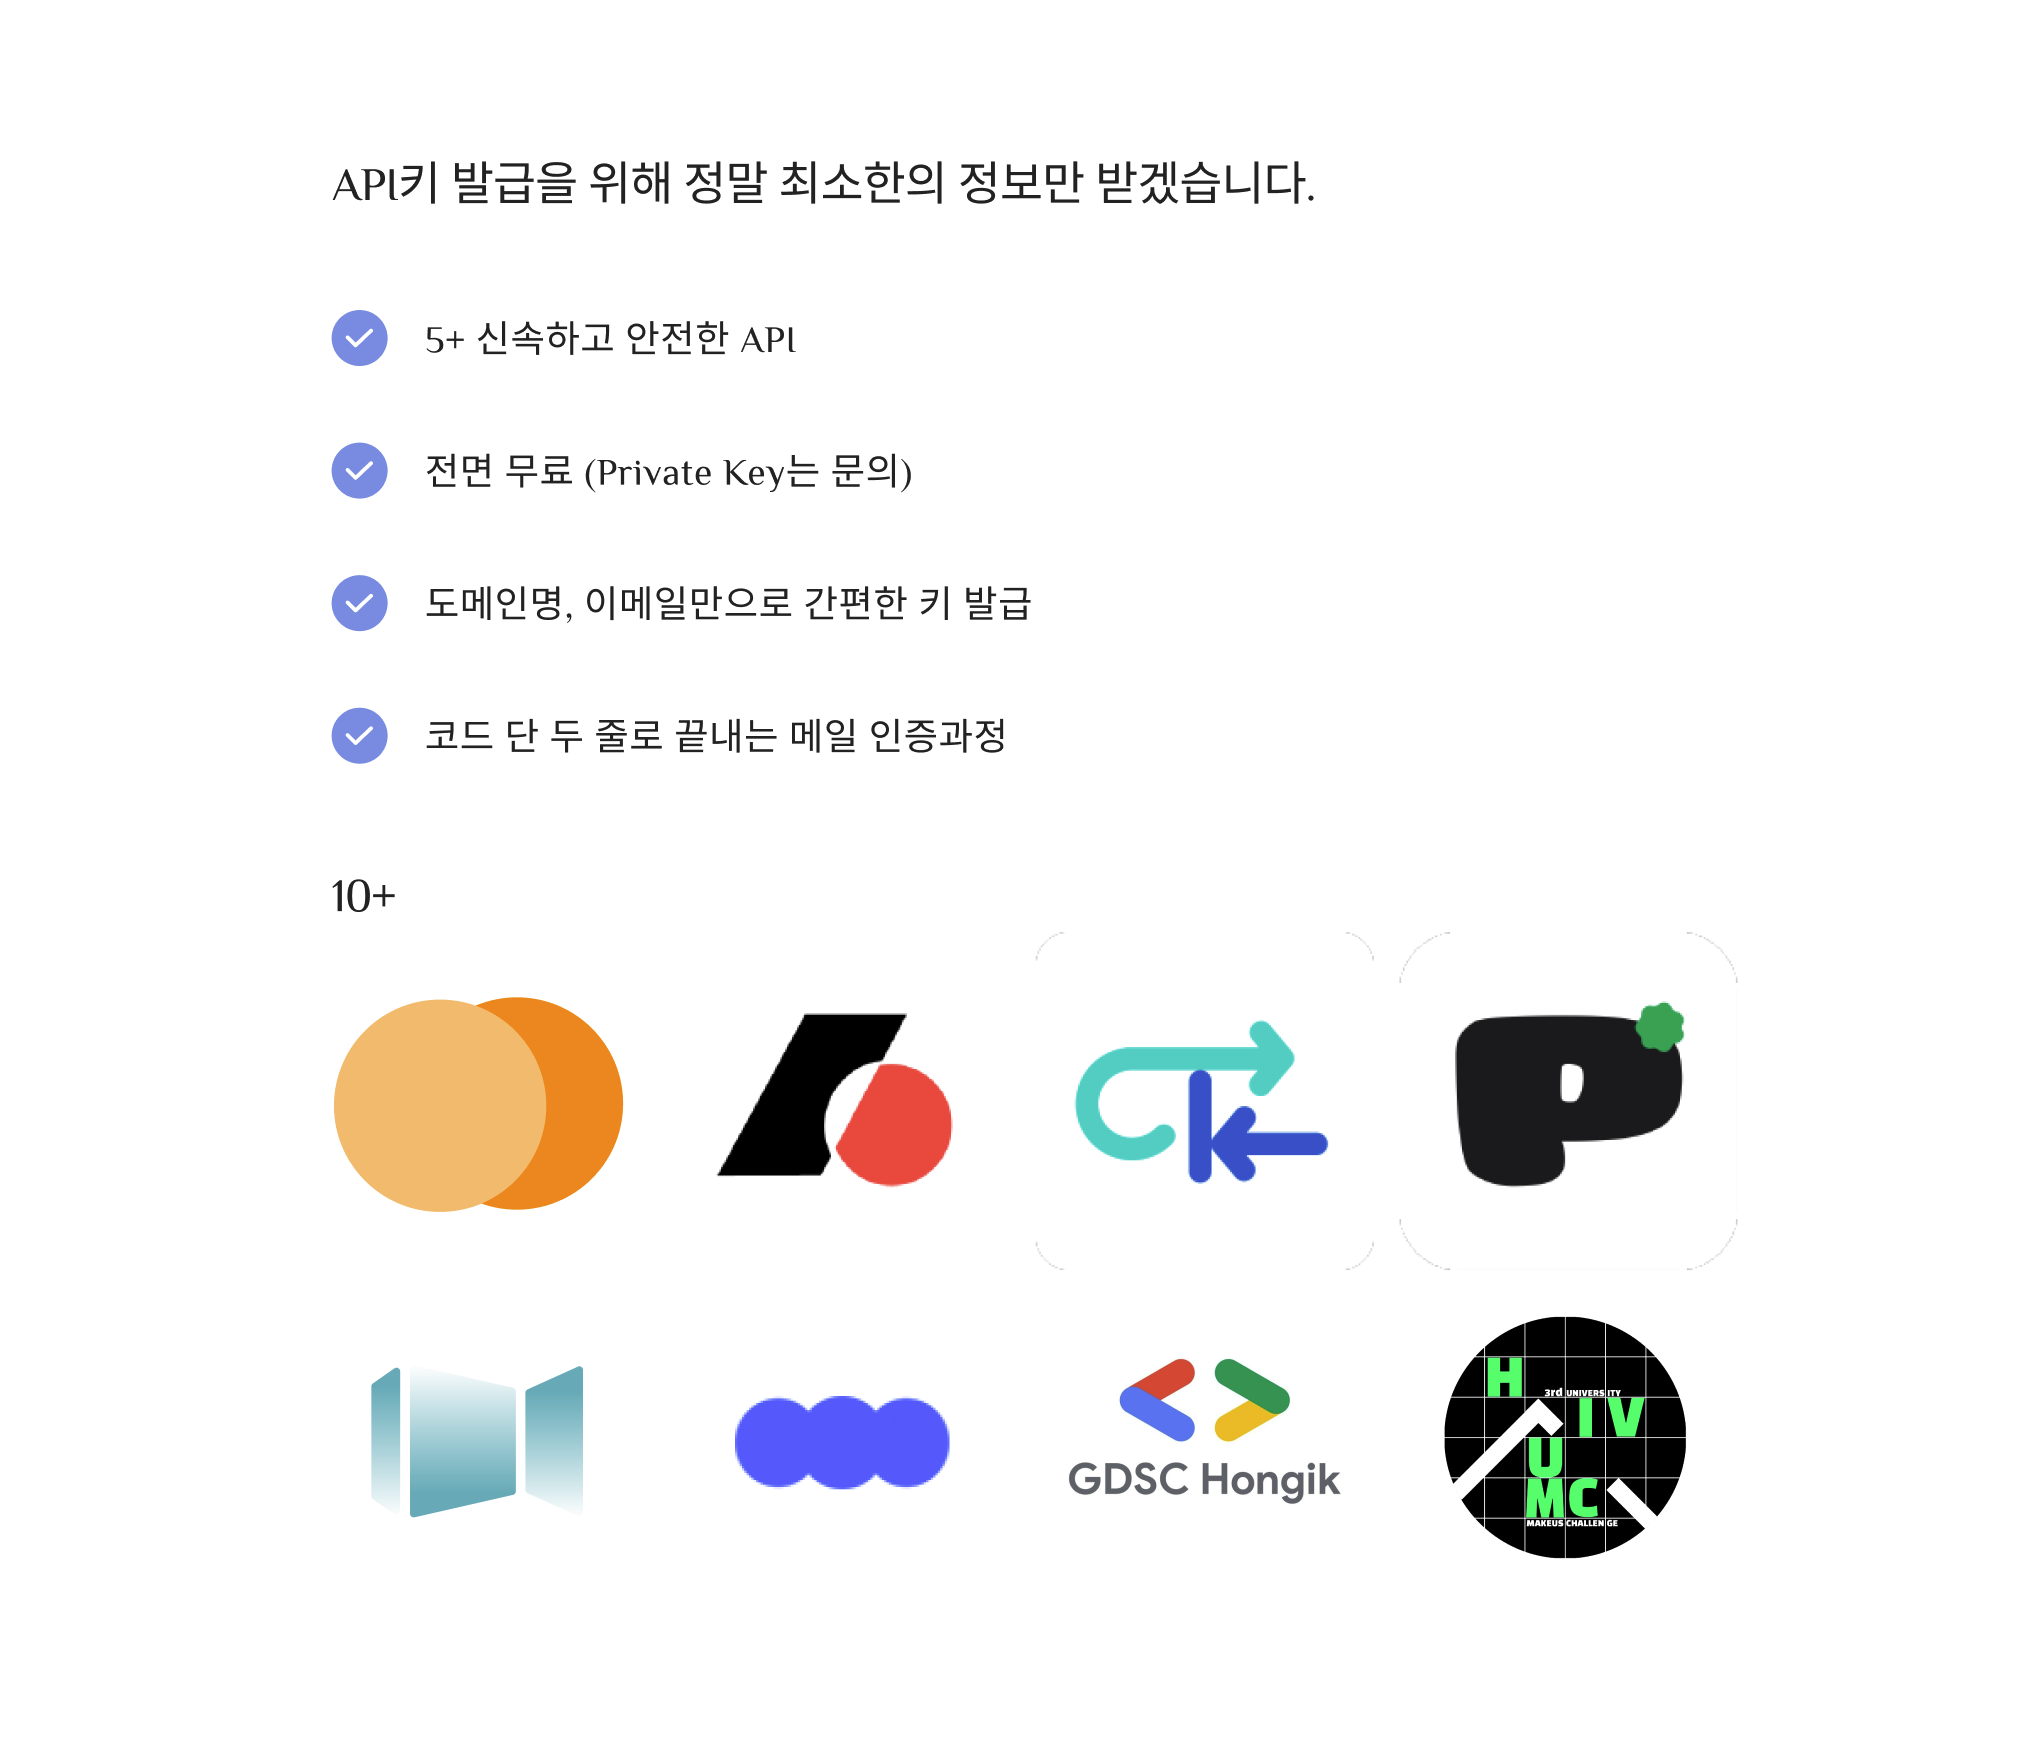 API키 발급을 위해 정말 최소한의 정보만 받겠습니다.
5+ 신속하고 안전한 API
전면 무료 (Private Key는 문의)
도메인명, 이메일만으로 간편한 키 발급
코드 단 두 줄로 끝내는 메일 인증과정
10+
P
GDSC Hongik
H
3rd UNIVERSITY
I V
U
MC
MAKEUS CHALLENGE